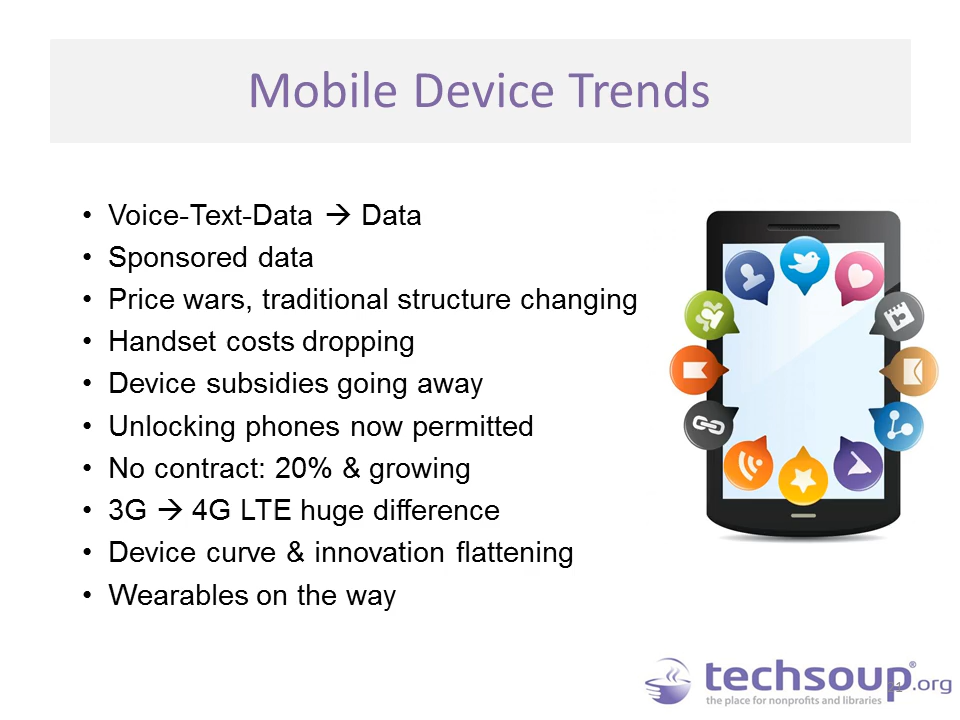 Mobile Device Trends
• Voice-Text-Data → Data
• Sponsored data
• Price wars, traditional structure changing
• Handset costs dropping
• Device subsidies going away
• Unlocking phones now permitted
• No contract: 20% & growing
• 3G → 4G LTE huge difference
• Device curve & innovation flattening
• Wearables on the way
techsoup®.org
the place for nonprofits and libraries